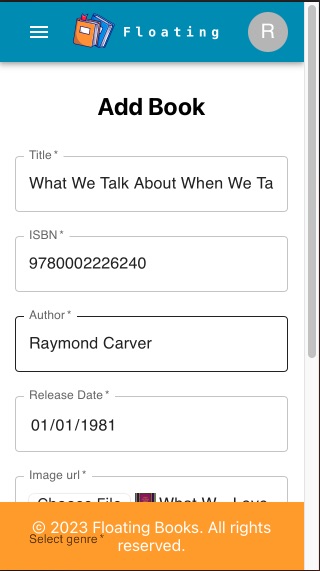 Floating
R
Add Book
Title *
What We Talk About When We Ta
ISBN *
9780002226240
Author *
Raymond Carver
Release Date *
01/01/1981
Image url *
Choose File What We Love
© 2023 Floating Books. All rights
Select genre *
reserved.